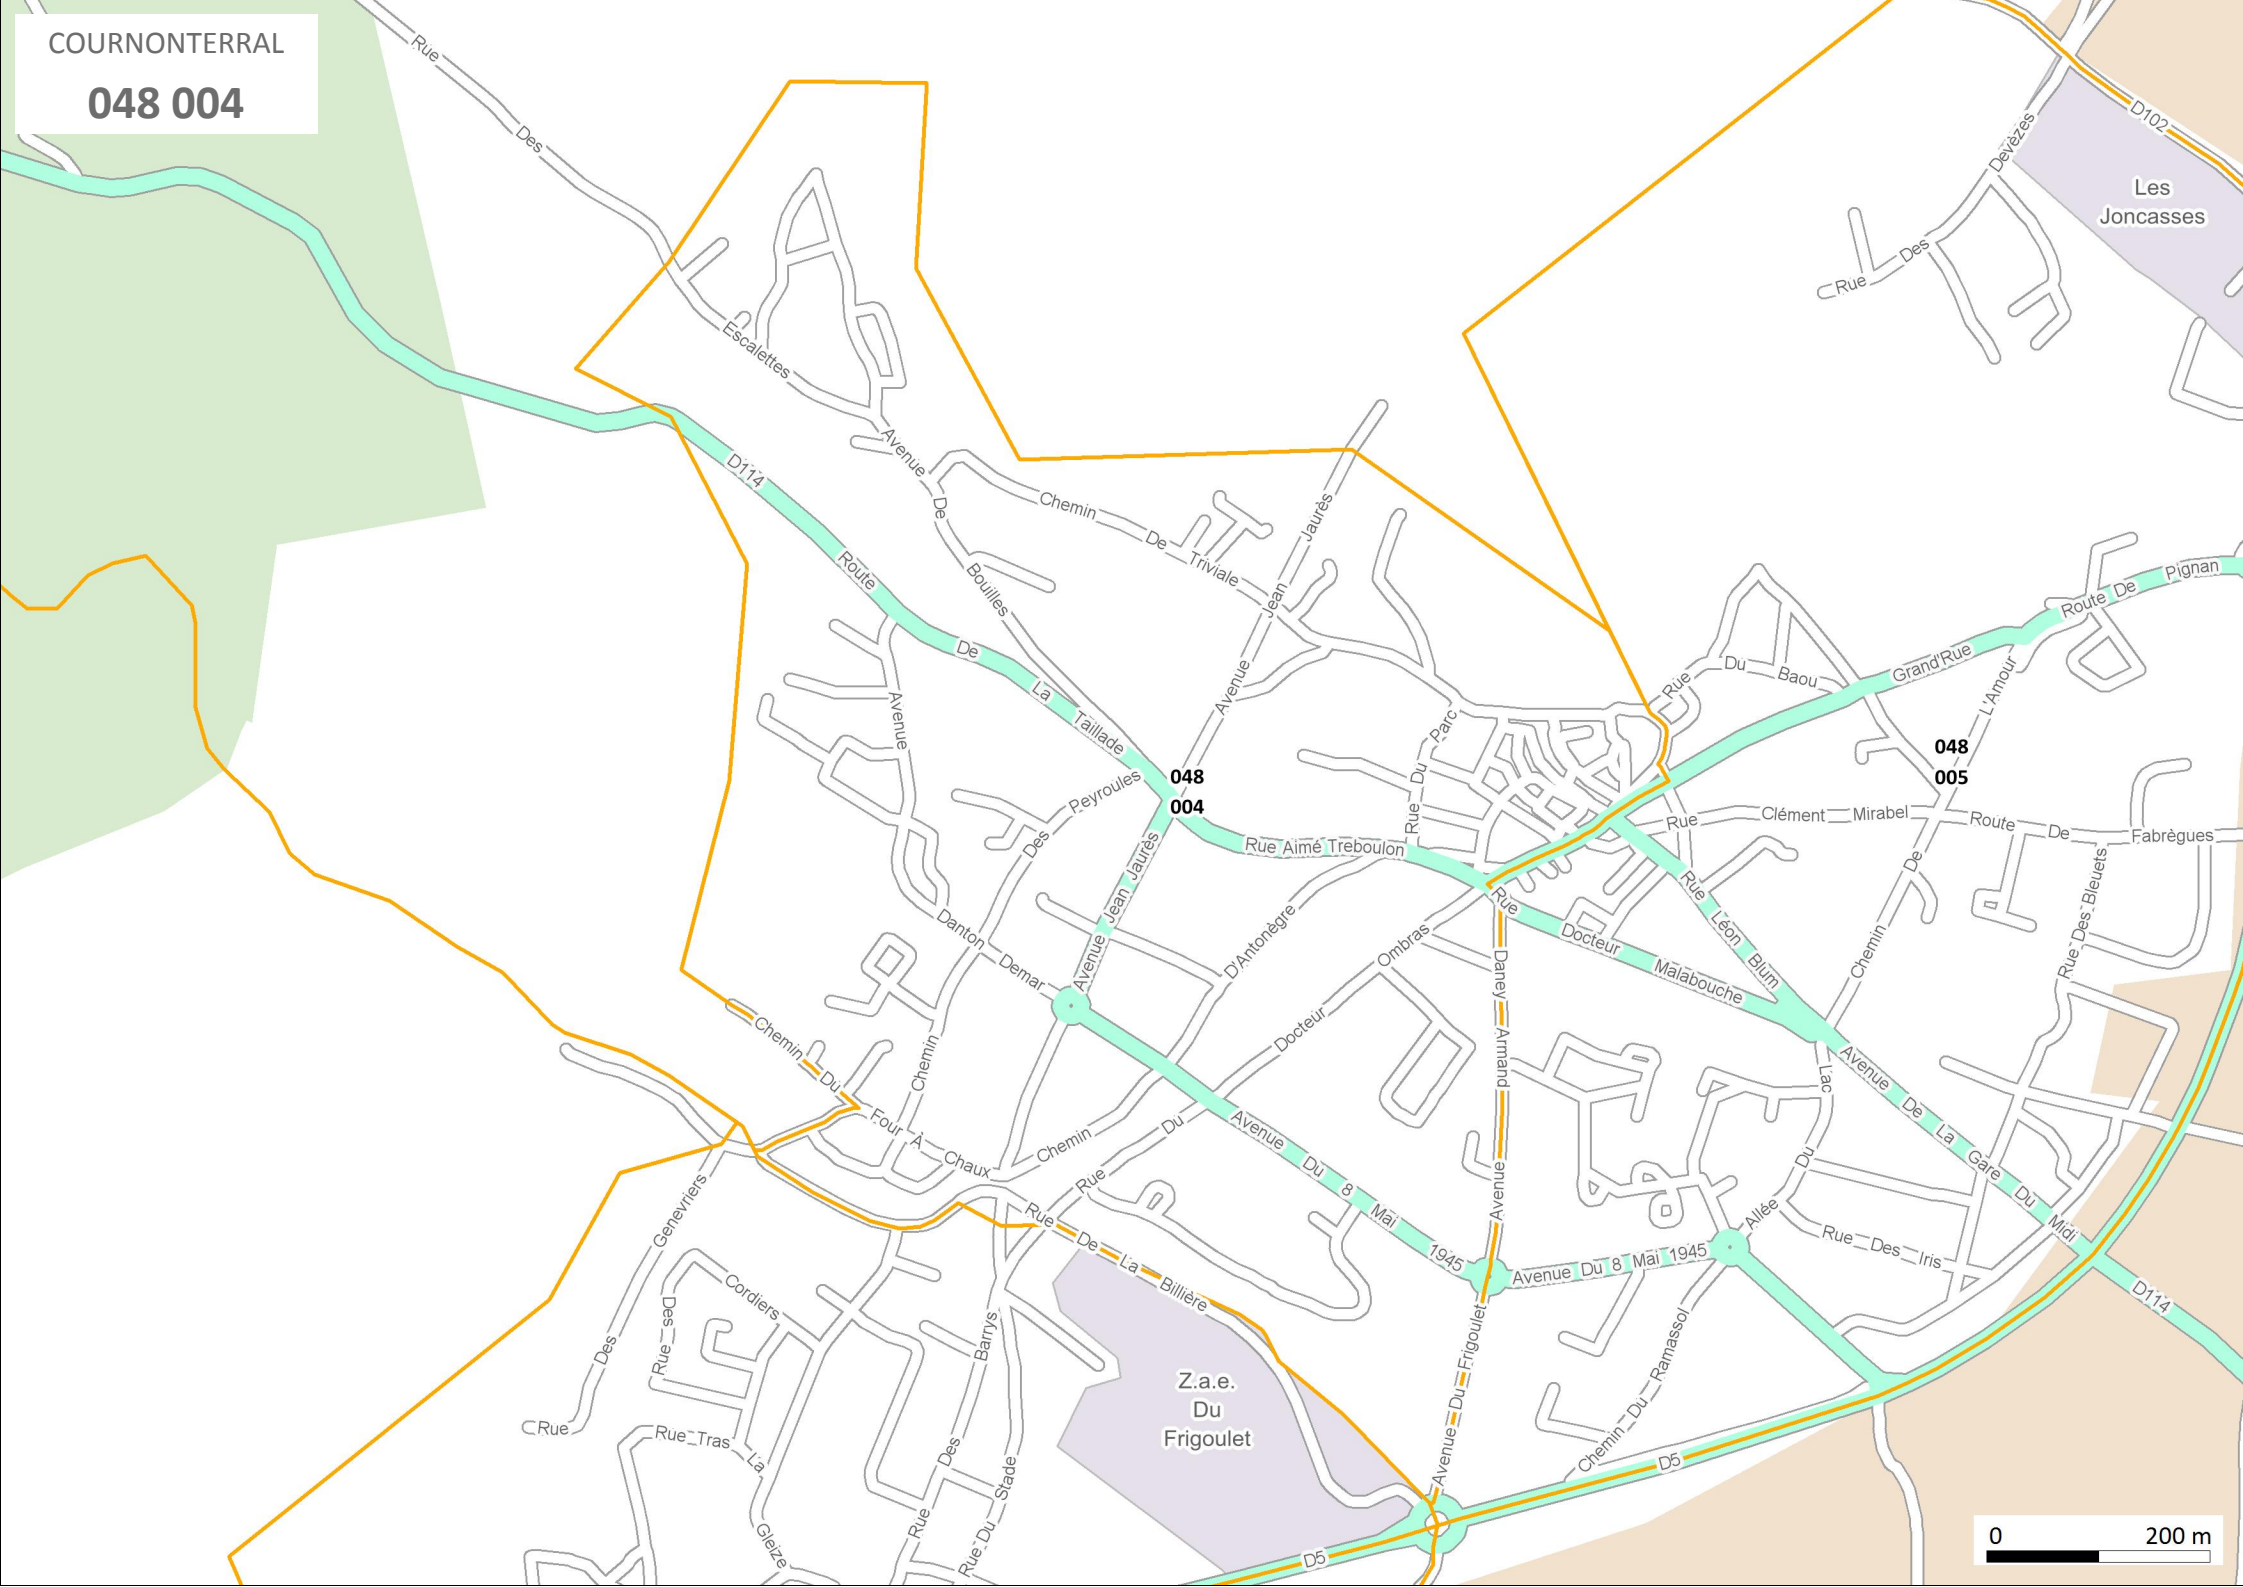 COURNONTERRAL
048 004
Rue
Des
Escalettes
D102
Devèzes
Des
Rue
Les
Joncasses
D114
Route
De
La
Taillade
Avenue
De
Bouilles
Chemin
De
Triviale
Jaurès
Jean
Avenue
Route De Pignan
Grand'Rue
L'Amour
De
Chemin
Rue
Du
Baou
Parc
Rue Du
048
004
048
005
Avenue
Danton
Demar
Peyroules
Des
Chemin
Avenue Jean Jaurès
Rue Aimé Treboulon
Rue
Clément
Mirabel
Route
De
Fabrègues
Rue Des Bleuets
Rue
Léon
Blum
Rue
Docteur
Malabouche
D'Antonègre
Chemin
Ombras
Docteur
Du
Rue
Daney
Armand
Avenue
Chemin
Du
Four
À
Chaux
Avenue
De
La
Gare
Du
Midi
D114
L'ac
Du
Allée
Rue Des Iris
Avenue
Du
8
Mai
1945
Avenue Du 8 Mai 1945
Rue
De
La
Billière
Genevriers
Des
Rue
Cordiers
Des
Rue
Barrys
Des
Rue
Rue Tras
La
Gleize
Stade
Rue Du
Z.a.e.
Du
Frigoulet
Avenue Du Frigoulet
Chemin Du Ramassol
D5
D5
0
200 m